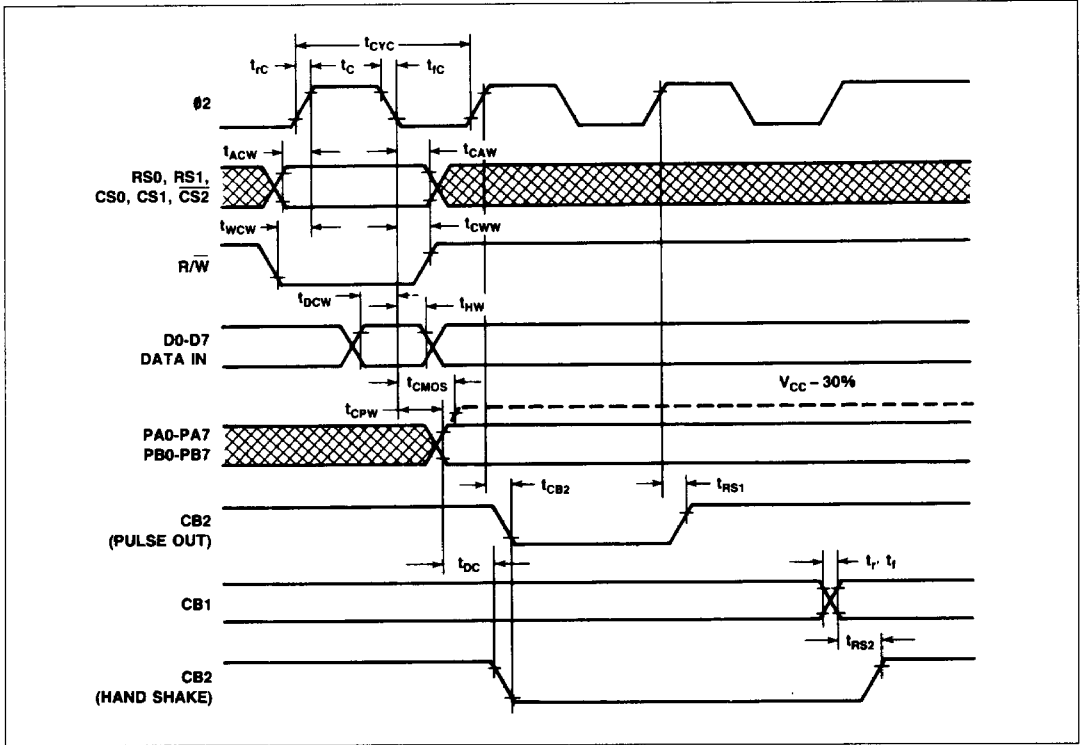 tCYC
trC tC tfC
ø2
tACW tCAW
RS0, RS1,
CS0, CS1, C̅S̅2̅
tWCW tCWW
R/W̅
tDCW tHW
D0-D7
DATA IN
tCMOS
VCC – 30%
tCPW
PA0-PA7
PB0-PB7
tCB2 tRS1
CB2
(PULSE OUT)
tDC tr, tf
CB1
tRS2
CB2
(HAND SHAKE)